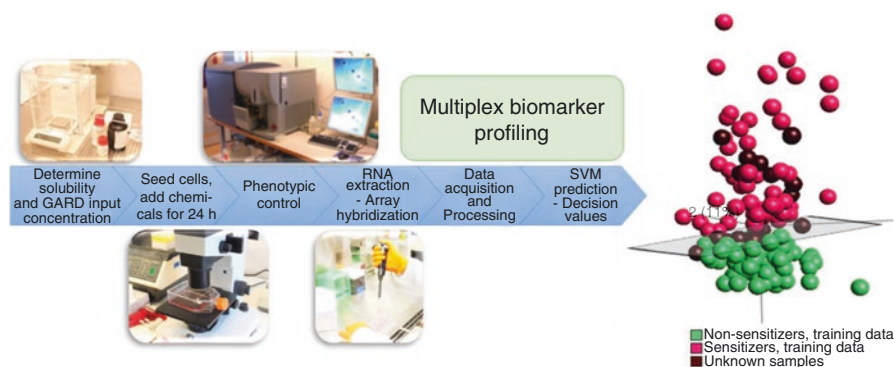 Multiplex biomarker
profiling
Determine
solubility
and GARD input
concentration
Seed cells,
add chemi-
cals for 24 h
Phenotypic
control
RNA
extraction
- Array
hybridization
Data
acquisition
and
Processing
SVM
prediction
- Decision
values
2 (11%)
Non-sensitizers, training data
Sensitizers, training data
Unknown samples